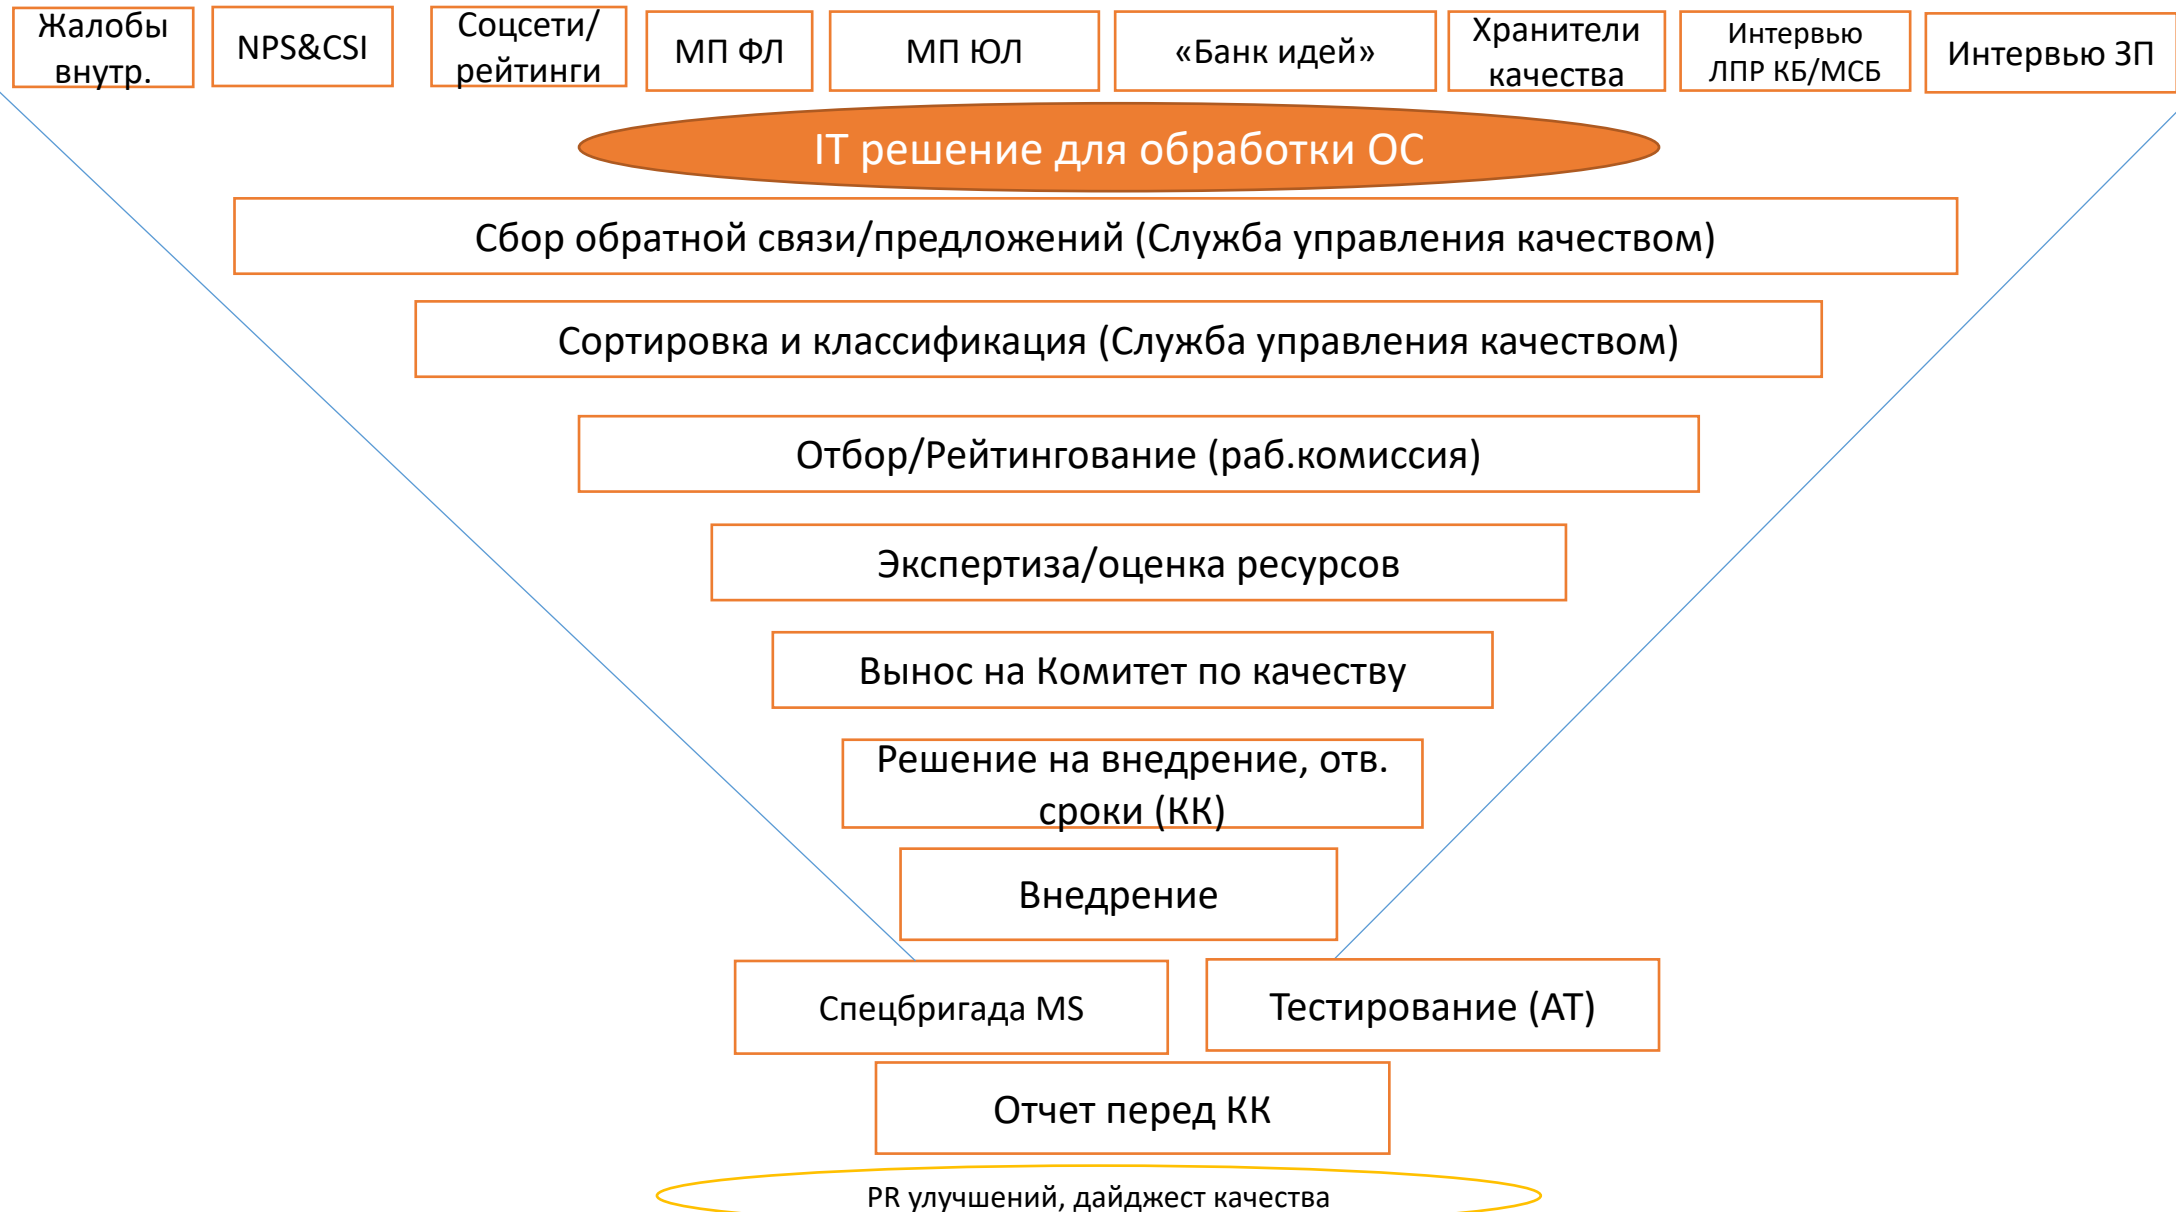 Жалобы
внутр.
NPS&CSI
Соцсети/
рейтинги
МП ФЛ
МП ЮЛ
«Банк идей»
Хранители
качества
Интервью
ЛПР КБ/МСБ
Интервью ЗП
IT решение для обработки ОС
Сбор обратной связи/предложений (Служба управления качеством)
Сортировка и классификация (Служба управления качеством)
Отбор/Рейтингование (раб.комиссия)
Экспертиза/оценка ресурсов
Вынос на Комитет по качеству
Решение на внедрение, отв.
сроки (КК)
Внедрение
Спецбригада MS
Тестирование (АТ)
Отчет перед КК
PR улучшений, дайджест качества